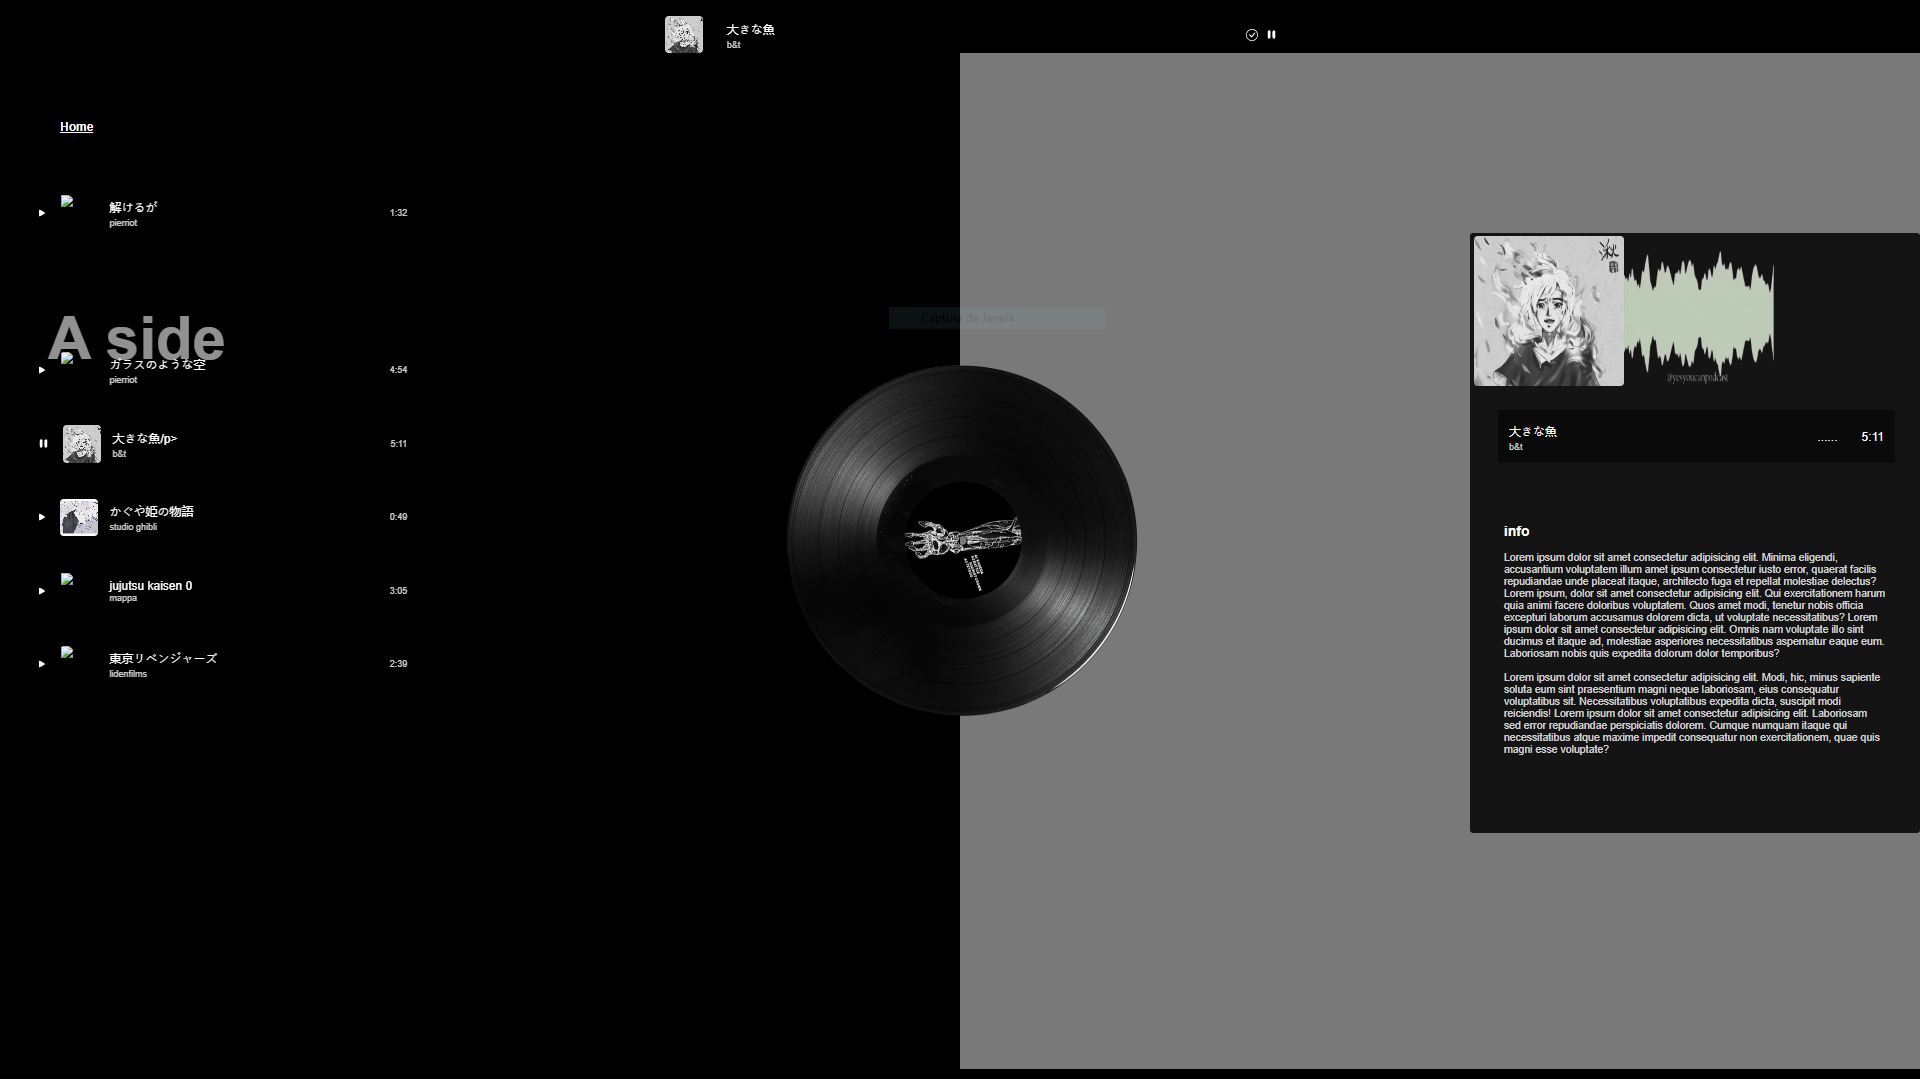 大きな魚
b&t
Home
解けるが
pierriot
1:32
A side
ガラスのような空
pierriot
4:54
大きな魚/p>
b&t
5:11
かぐや姫の物語
studio ghibli
0:49
jujutsu kaisen 0
mappa
3:05
東京リベンジャーズ
lidenfilms
2:39
Captura de Janela
湫
@yesyoucanpodcast
大きな魚
b&t
......
5:11
info
Lorem ipsum dolor sit amet consectetur adipisicing elit. Minima eligendi,
accusantium voluptatem illum amet ipsum consectetur iusto error, quaerat facilis
repudiandae unde placeat itaque, architecto fuga et repellat molestiae delectus?
Lorem ipsum, dolor sit amet consectetur adipisicing elit. Qui exercitationem harum
quia animi facere doloribus voluptatem. Quos amet modi, tenetur nobis officia
excepturi laborum accusamus dolorem dicta, ut voluptate necessitatibus? Lorem
ipsum dolor sit amet consectetur adipisicing elit. Omnis nam voluptate illo sint
ducimus et itaque ad, molestiae asperiores necessitatibus aspernatur eaque eum.
Laboriosam nobis quis expedita dolorum dolor temporibus?
Lorem ipsum dolor sit amet consectetur adipisicing elit. Modi, hic, minus sapiente
soluta eum sint praesentium magni neque laboriosam, eius consequatur
voluptatibus sit. Necessitatibus voluptatibus expedita dicta, suscipit modi
reiciendis! Lorem ipsum dolor sit amet consectetur adipisicing elit. Laboriosam
sed error repudiandae perspiciatis dolorem. Cumque numquam itaque qui
necessitatibus atque maxime impedit consequatur non exercitationem, quae quis
magni esse voluptate?